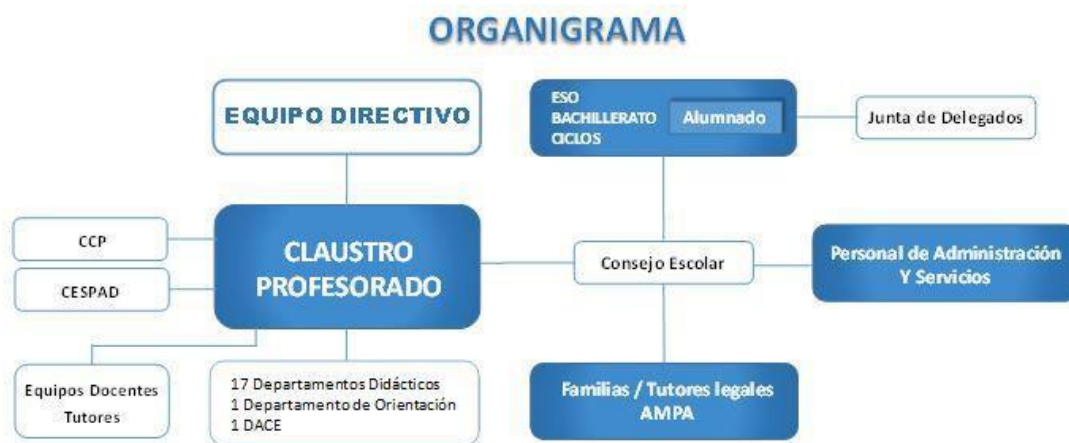 ORGANIGRAMA
EQUIPO DIRECTIVO
ESO
BACHILLERATO
CICLOS
Alumnado
Junta de Delegados
CCP
CESPAD
CLAUSTRO
PROFESORADO
Consejo Escolar
Personal de Administración
Y Servicios
Equipos Docentes
Tutores
17 Departamentos Didácticos
1 Departamento de Orientación
1 DACE
Familias / Tutores legales
AMPA